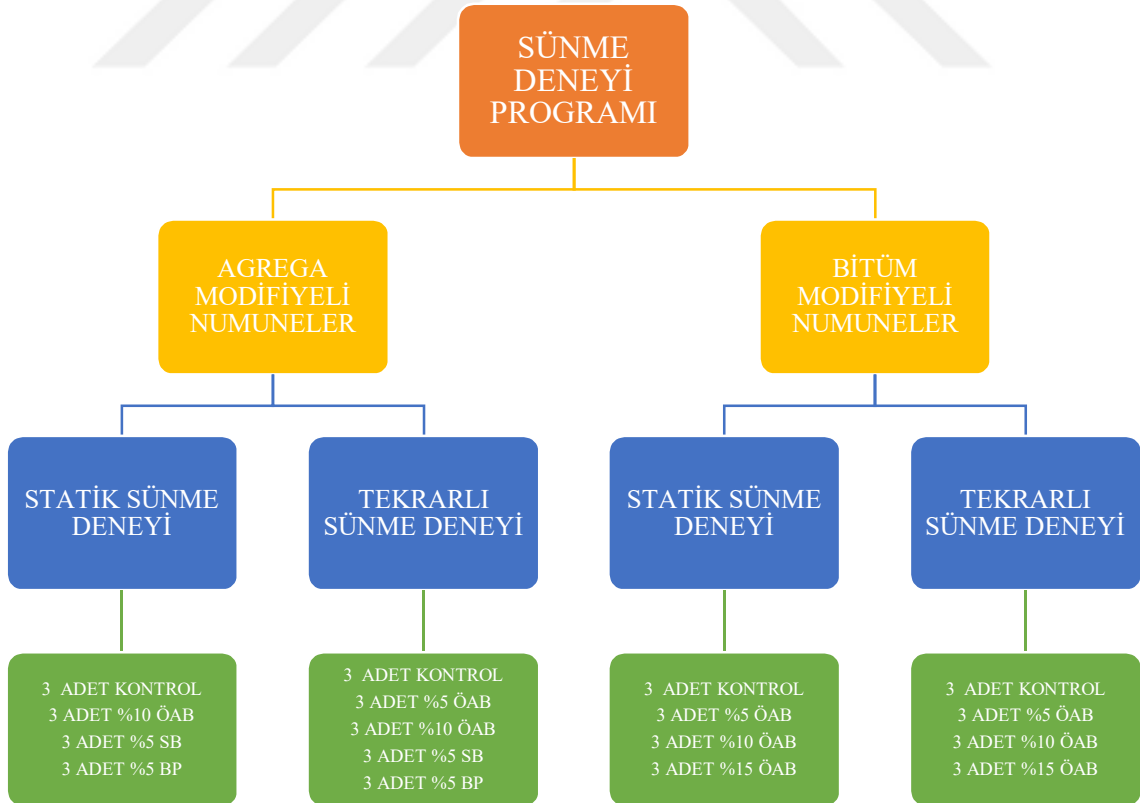 SÜNME
DENEYİ
PROGRAMI
AGREGA
MODİFİYELİ
NUMUNELER
BİTÜM
MODİFİYELİ
NUMUNELER
STATİK SÜNME
DENEYİ
TEKRARLI
SÜNME DENEYİ
STATİK SÜNME
DENEYİ
TEKRARLI
SÜNME DENEYİ
3 ADET KONTROL
3 ADET %10 ÖAB
3 ADET %5 SB
3 ADET %5 BP
3 ADET KONTROL
3 ADET %5 ÖAB
3 ADET %10 ÖAB
3 ADET %5 SB
3 ADET %5 BP
3 ADET KONTROL
3 ADET %5 ÖAB
3 ADET %10 ÖAB
3 ADET %15 ÖAB
3 ADET KONTROL
3 ADET %5 ÖAB
3 ADET %10 ÖAB
3 ADET %15 ÖAB